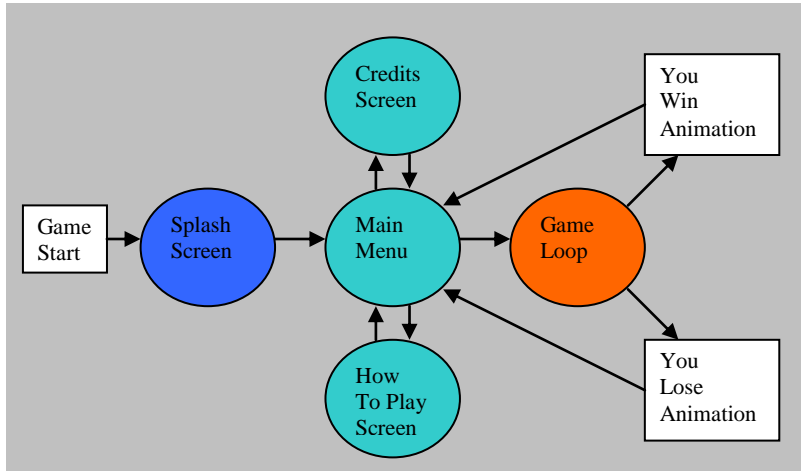 Game
Start
Splash
Screen
Credits
Screen
Main
Menu
How
To Play
Screen
Game
Loop
You
Win
Animation
You
Lose
Animation